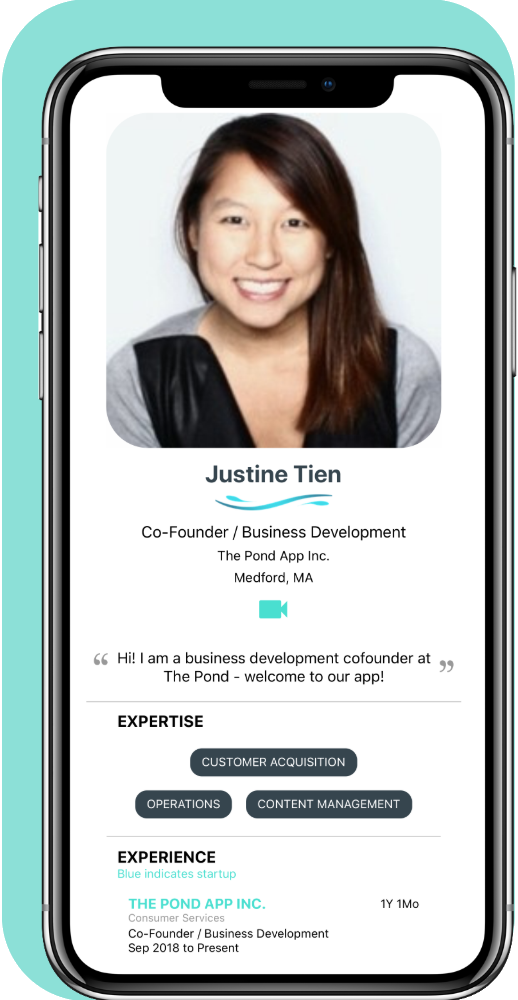 Justine Tien
Co-Founder / Business Development
The Pond App Inc.
Medford, MA
“ Hi! I am a business development cofounder at
The Pond - welcome to our app! ”
EXPERTISE
CUSTOMER ACQUISITION
OPERATIONS CONTENT MANAGEMENT
EXPERIENCE
Blue indicates startup
THE POND APP INC. 1Y 1Mo
Consumer Services
Co-Founder / Business Development
Sep 2018 to Present